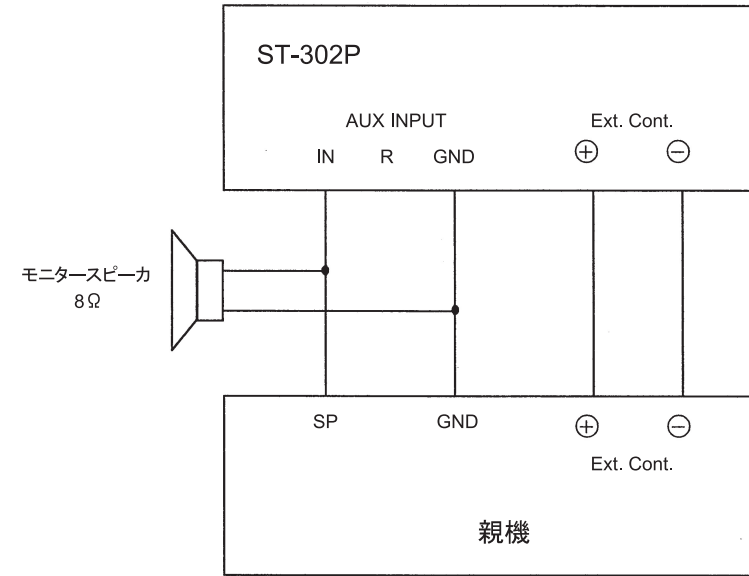 ST-302P
AUX INPUT
Ext. Cont.
IN R GND ⊕ ⊖
モニタースピーカ
8Ω
SP GND ⊕ ⊖
Ext. Cont.
親機